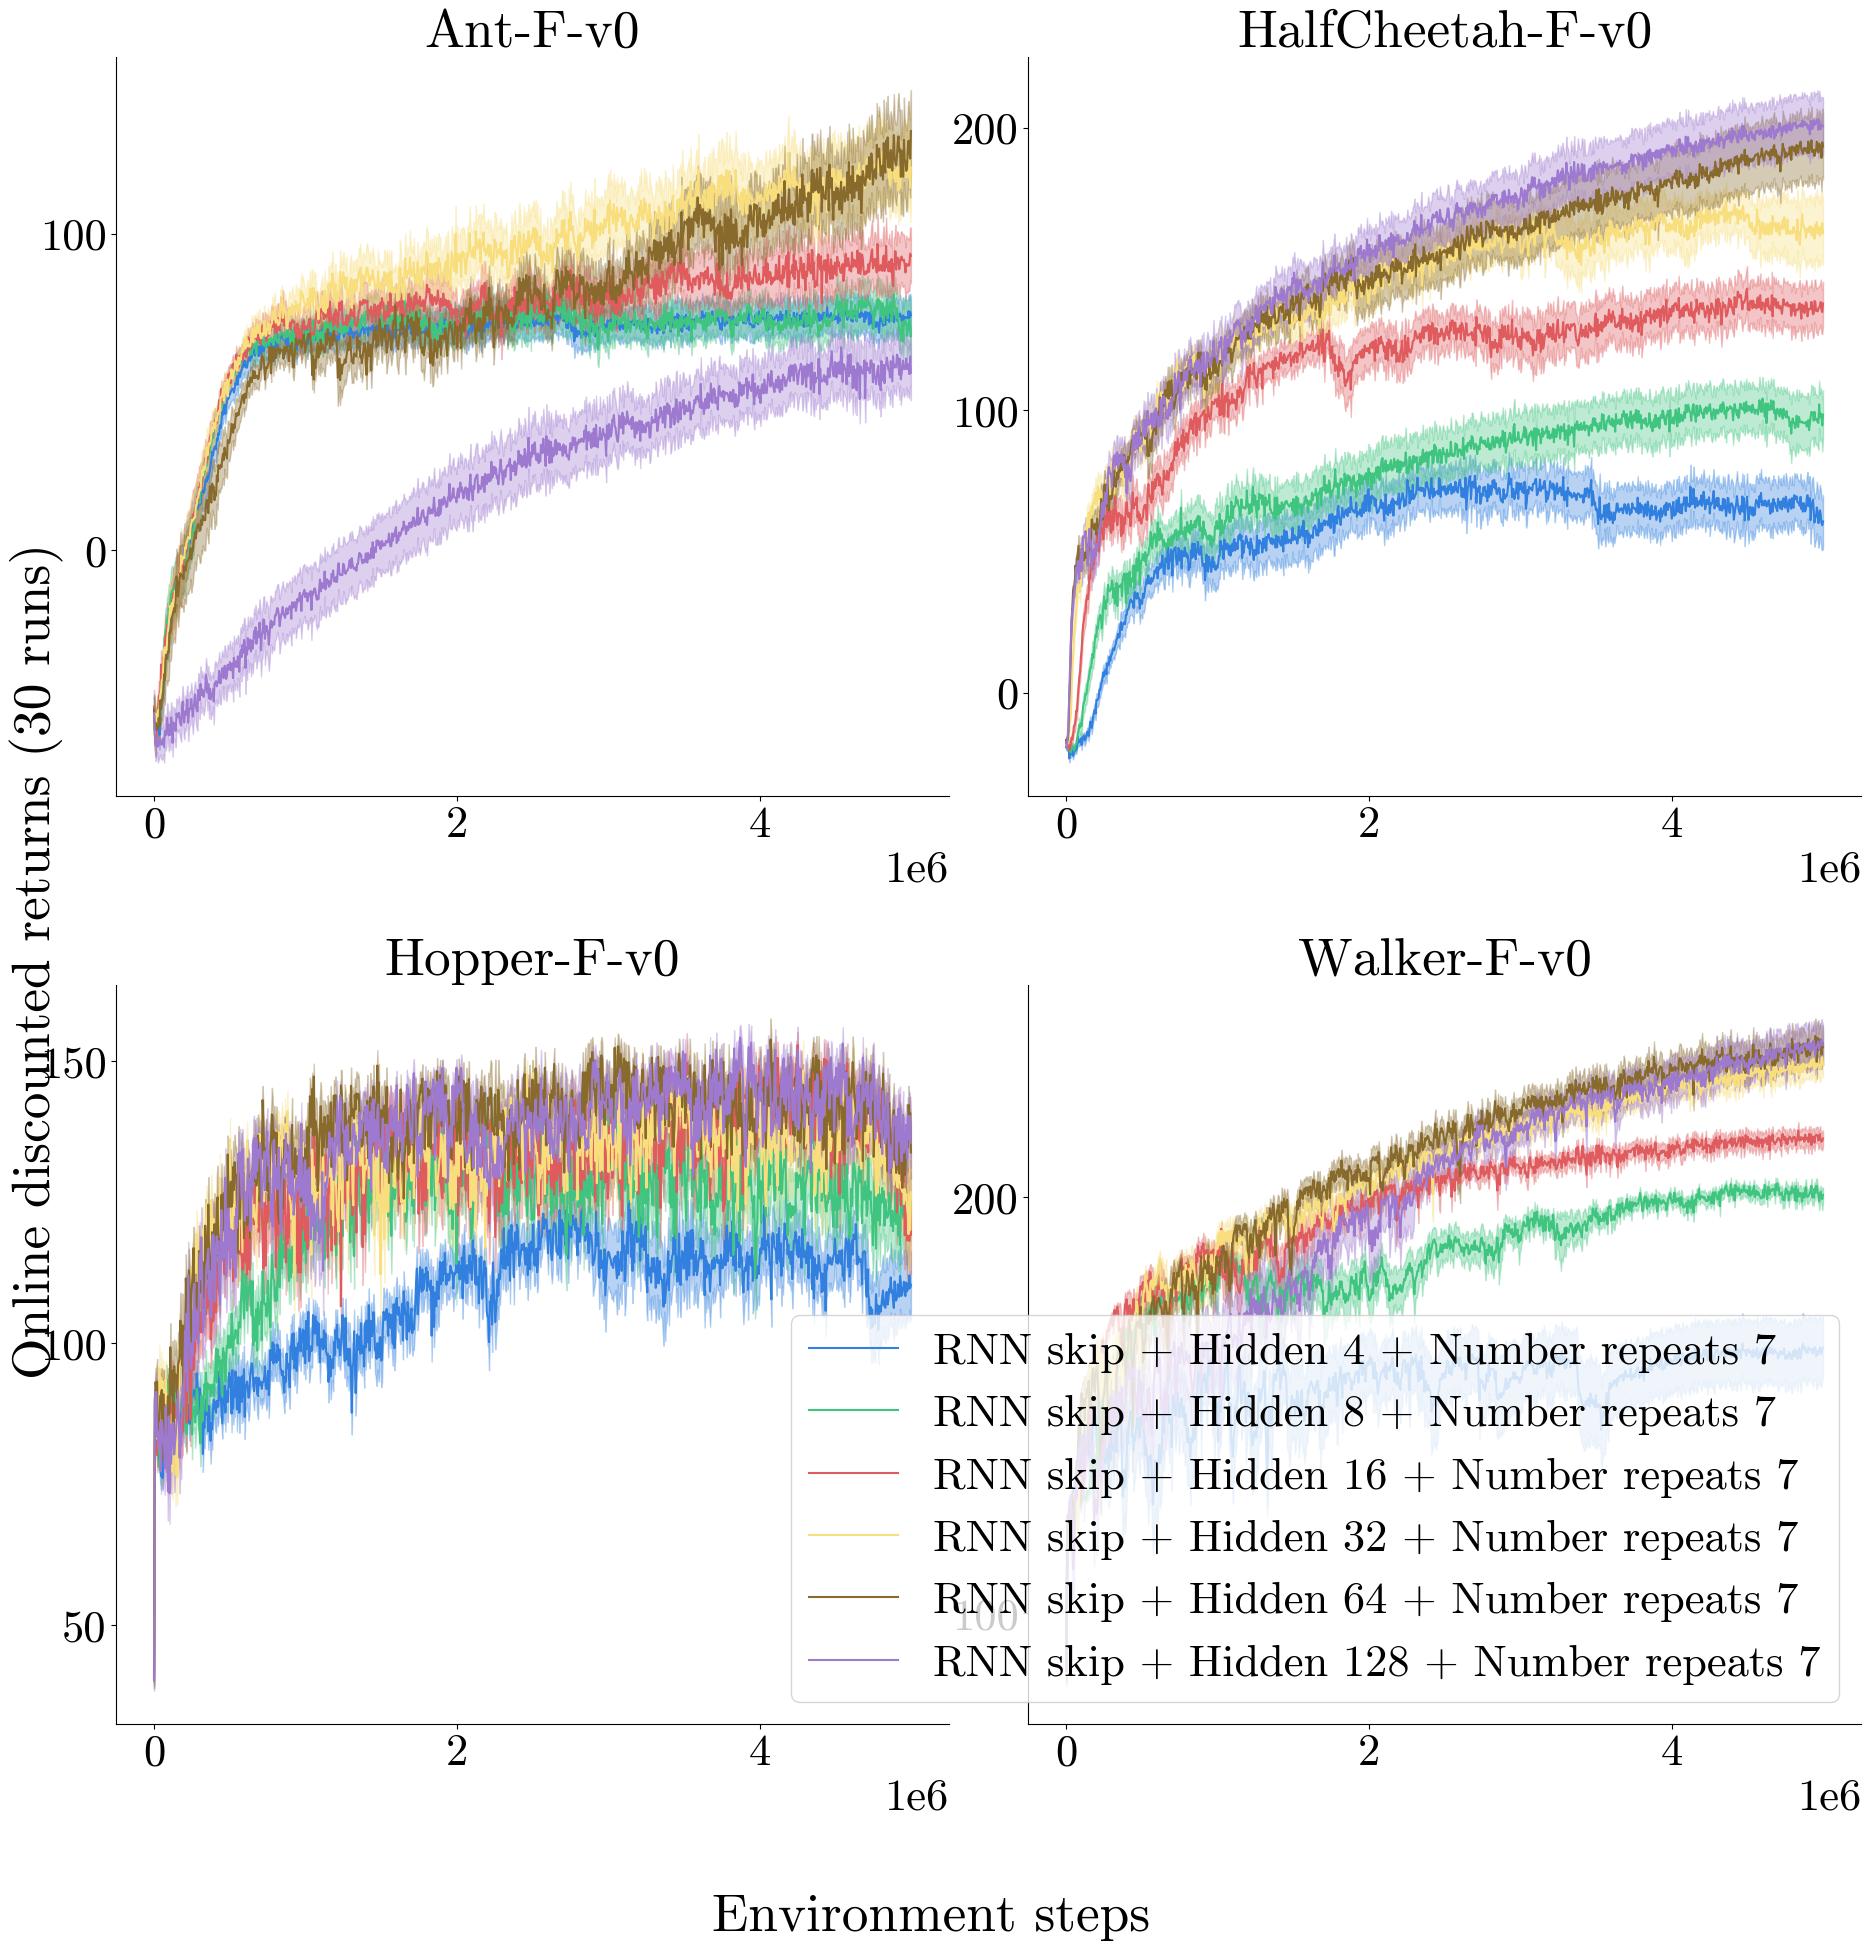 Ant-F-v0
HalfCheetah-F-v0
100
0
0
2
4
1e6
200
100
0
0
2
4
1e6
Online discounted returns (30 runs)
Hopper-F-v0
Walker-F-v0
150
100
50
0
2
4
1e6
200
100
0
2
4
1e6
RNN skip + Hidden 4 + Number repeats 7
RNN skip + Hidden 8 + Number repeats 7
RNN skip + Hidden 16 + Number repeats 7
RNN skip + Hidden 32 + Number repeats 7
RNN skip + Hidden 64 + Number repeats 7
RNN skip + Hidden 128 + Number repeats 7
Environment steps